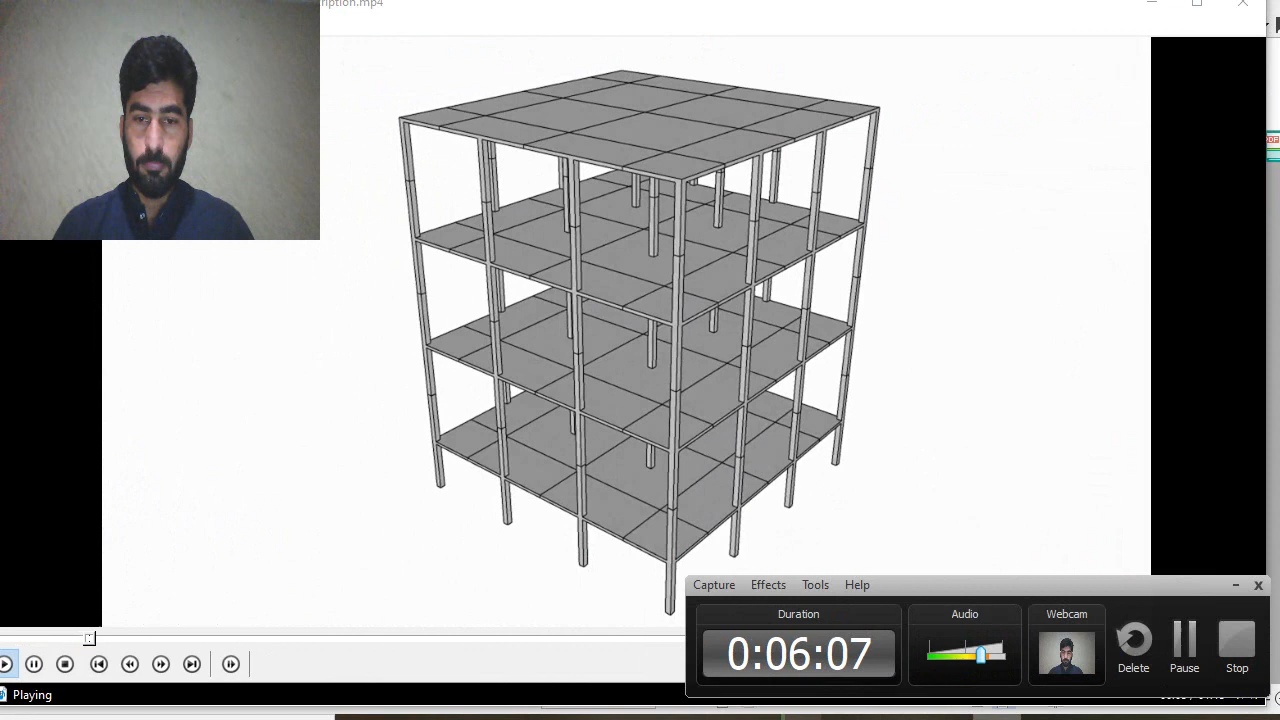 ription.mp4
Capture Effects Tools Help
Duration
Audio
Webcam
0:06:07
Delete
Pause
Stop
Playing